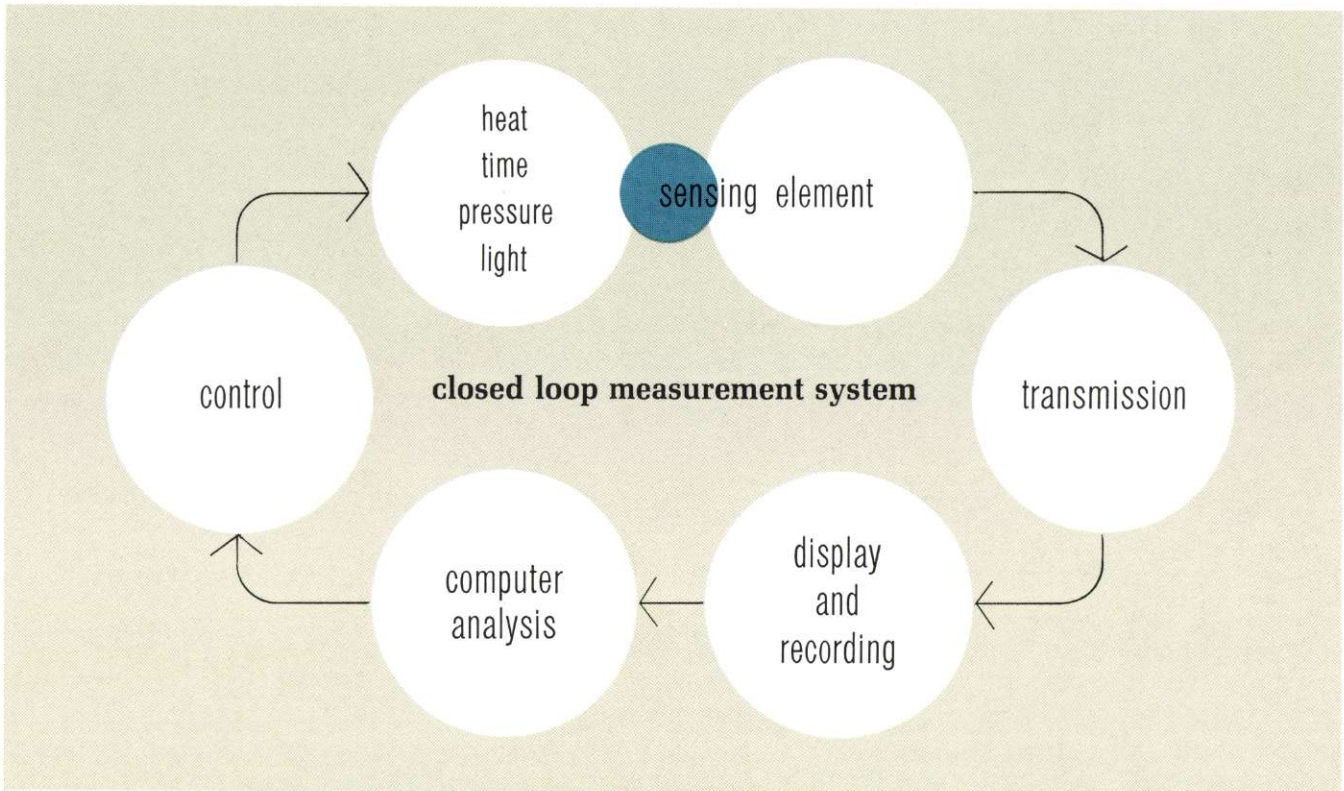 heat
time
pressure
light
sensing element
transmission
display
and
recording
computer
analysis
control
closed loop measurement system